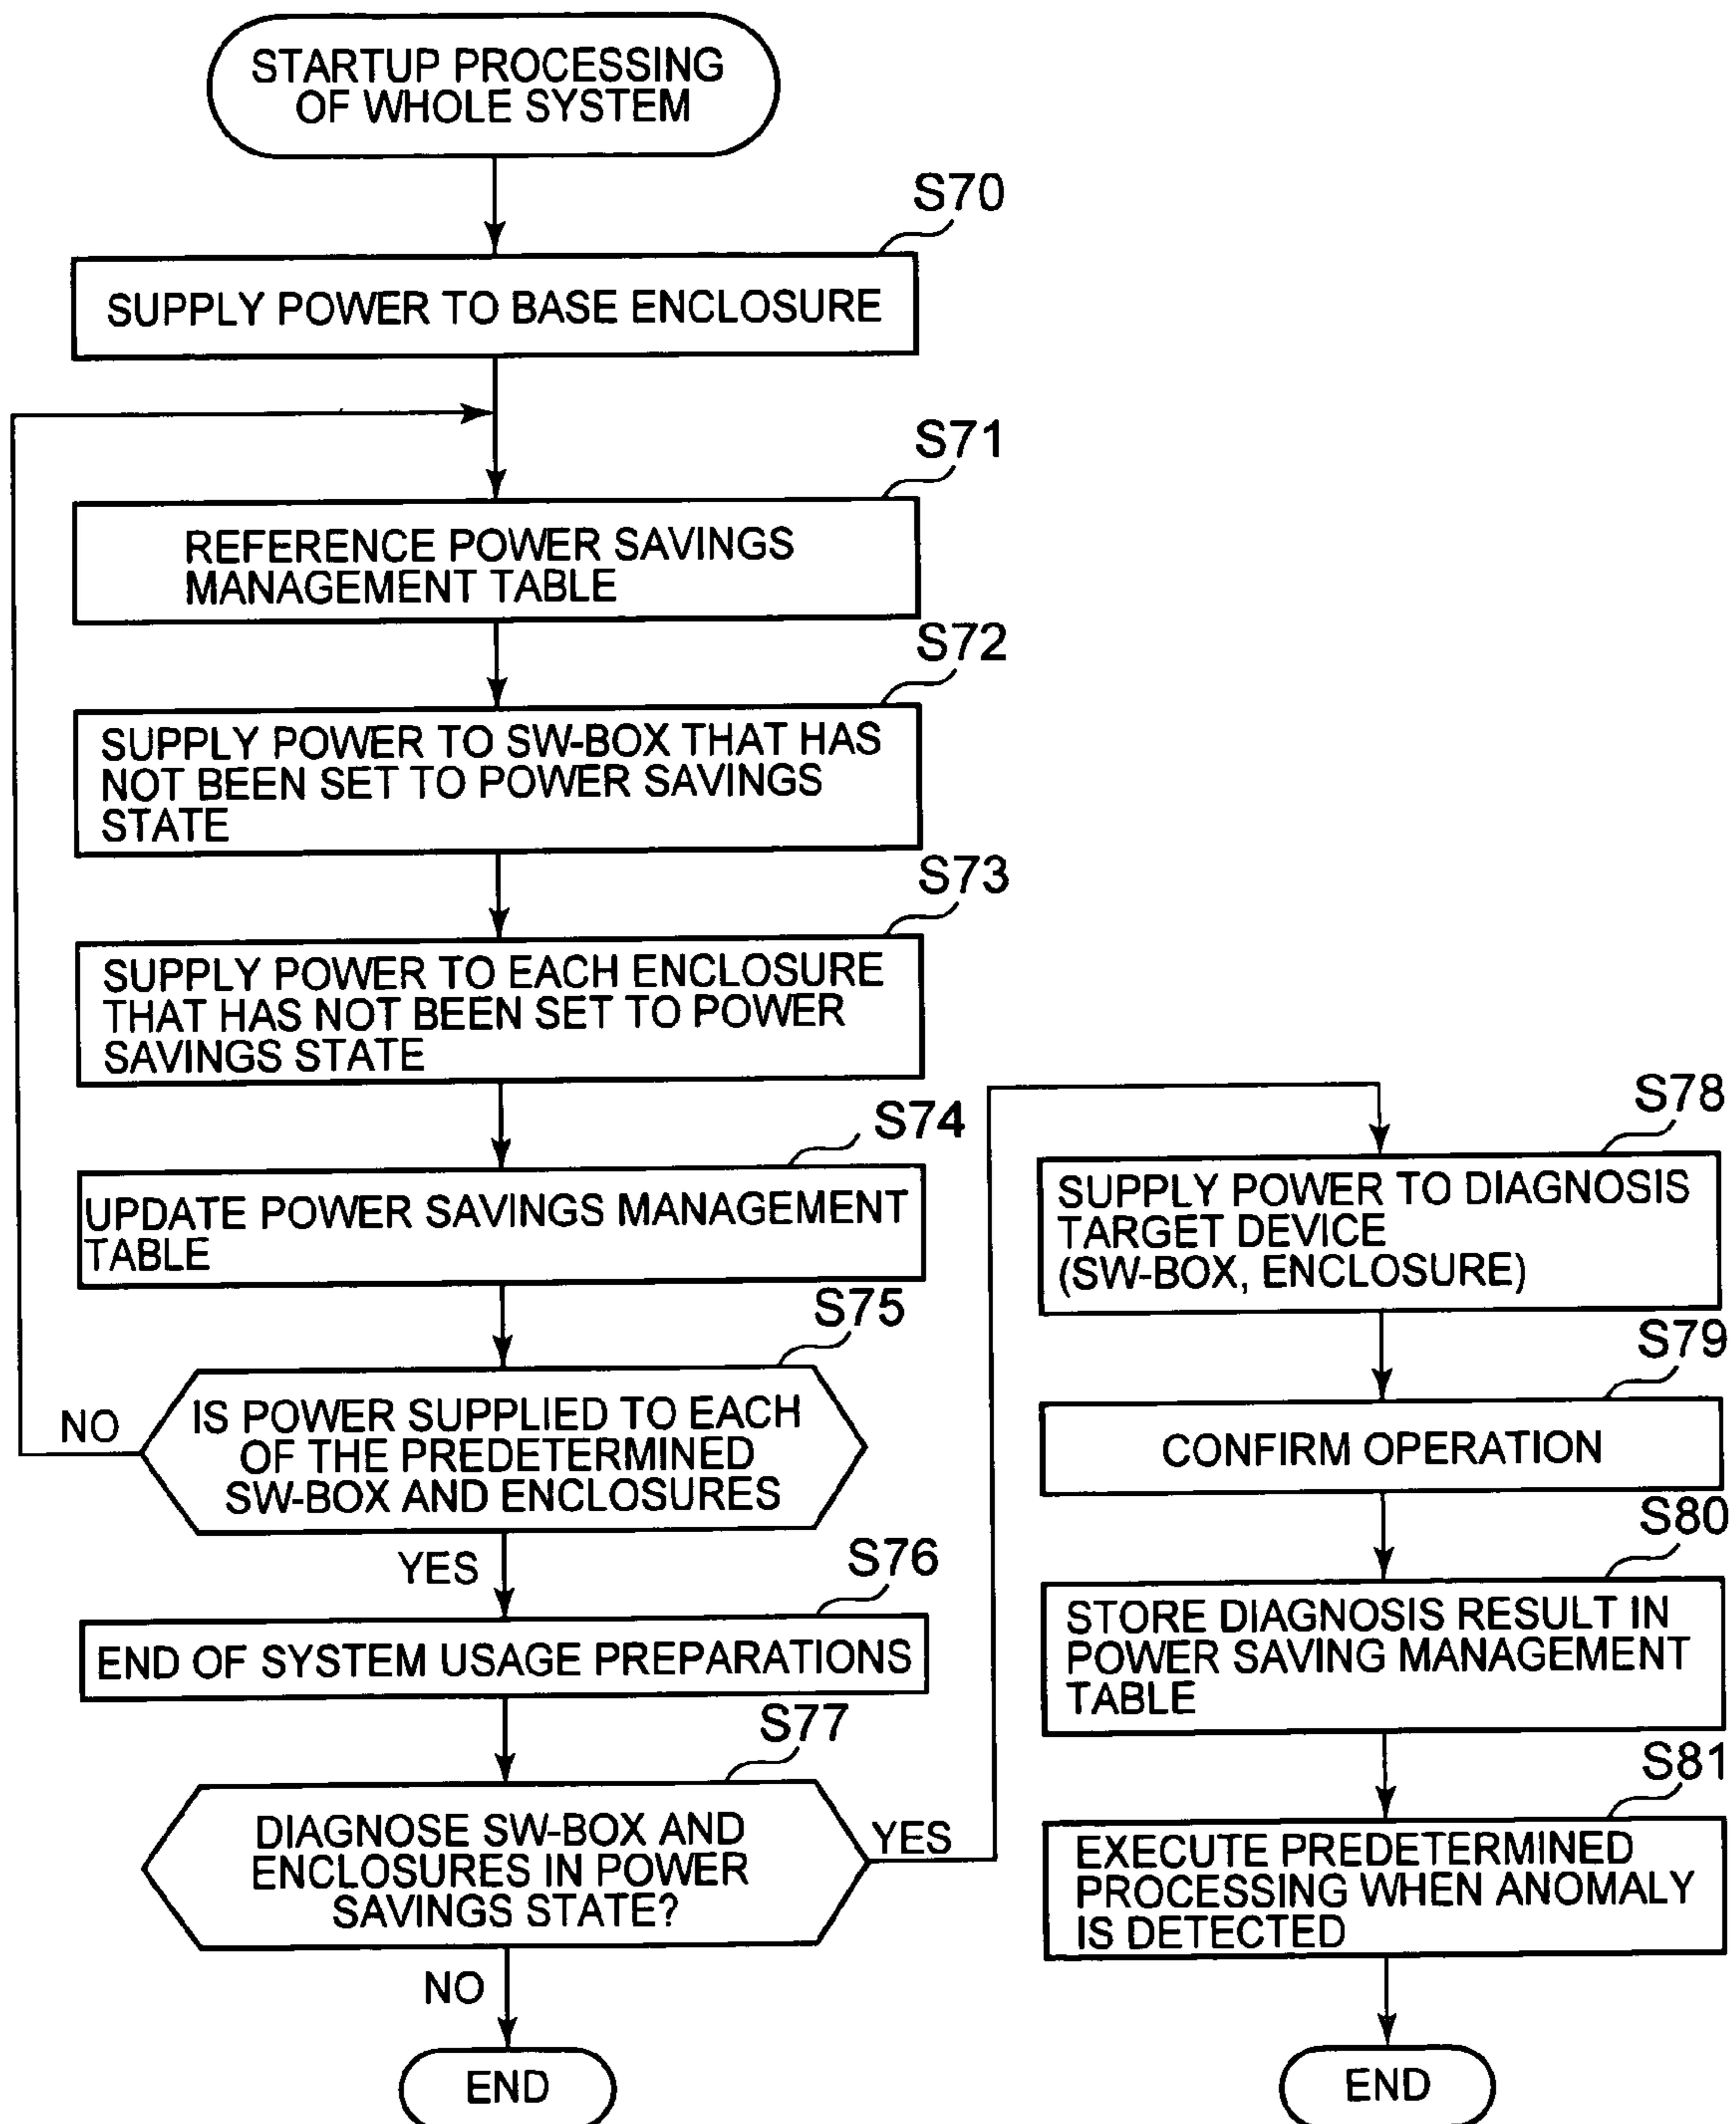 STARTUP PROCESSING
OF WHOLE SYSTEM
S70
SUPPLY POWER TO BASE ENCLOSURE
S71
REFERENCE POWER SAVINGS
MANAGEMENT TABLE
S72
SUPPLY POWER TO SW-BOX THAT HAS
NOT BEEN SET TO POWER SAVINGS
STATE
S73
SUPPLY POWER TO EACH ENCLOSURE
THAT HAS NOT BEEN SET TO POWER
SAVINGS STATE
S74
UPDATE POWER SAVINGS MANAGEMENT
TABLE
S75
IS POWER SUPPLIED TO EACH
OF THE PREDETERMINED
SW-BOX AND ENCLOSURES
NO
YES
S76
END OF SYSTEM USAGE PREPARATIONS
S77
DIAGNOSE SW-BOX AND
ENCLOSURES IN POWER
SAVINGS STATE?
YES
NO
END
S78
SUPPLY POWER TO DIAGNOSIS
TARGET DEVICE
(SW-BOX, ENCLOSURE)
S79
CONFIRM OPERATION
S80
STORE DIAGNOSIS RESULT IN
POWER SAVING MANAGEMENT
TABLE
S81
EXECUTE PREDETERMINED
PROCESSING WHEN ANOMALY
IS DETECTED
END